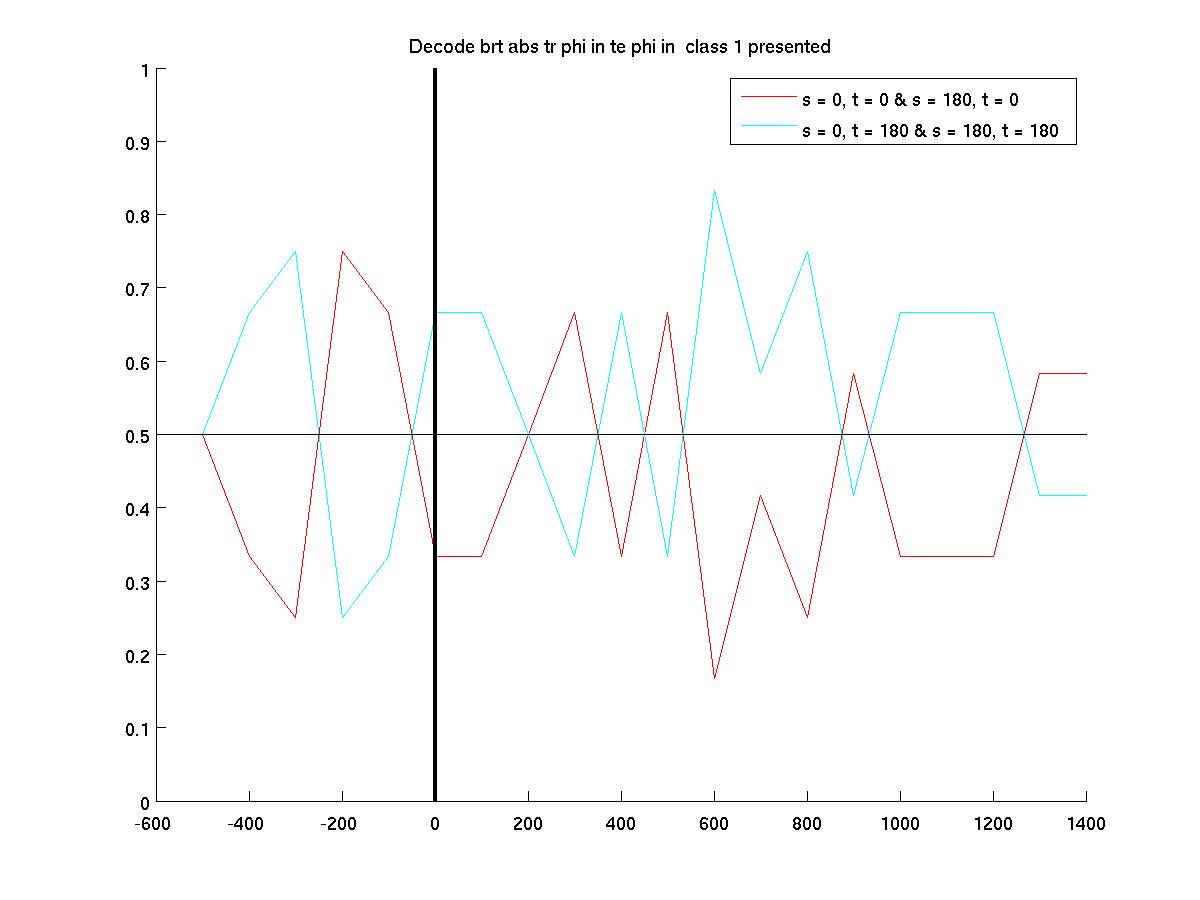 Decode brt abs tr phi in te phi in  class 1 presented
s = 0, t = 0 & s = 180, t = 0
s = 0, t = 180 & s = 180, t = 180
1
0.9
0.8
0.7
0.6
0.5
0.4
0.3
0.2
0.1
0
-600 -400 -200 0 200 400 600 800 1000 1200 1400